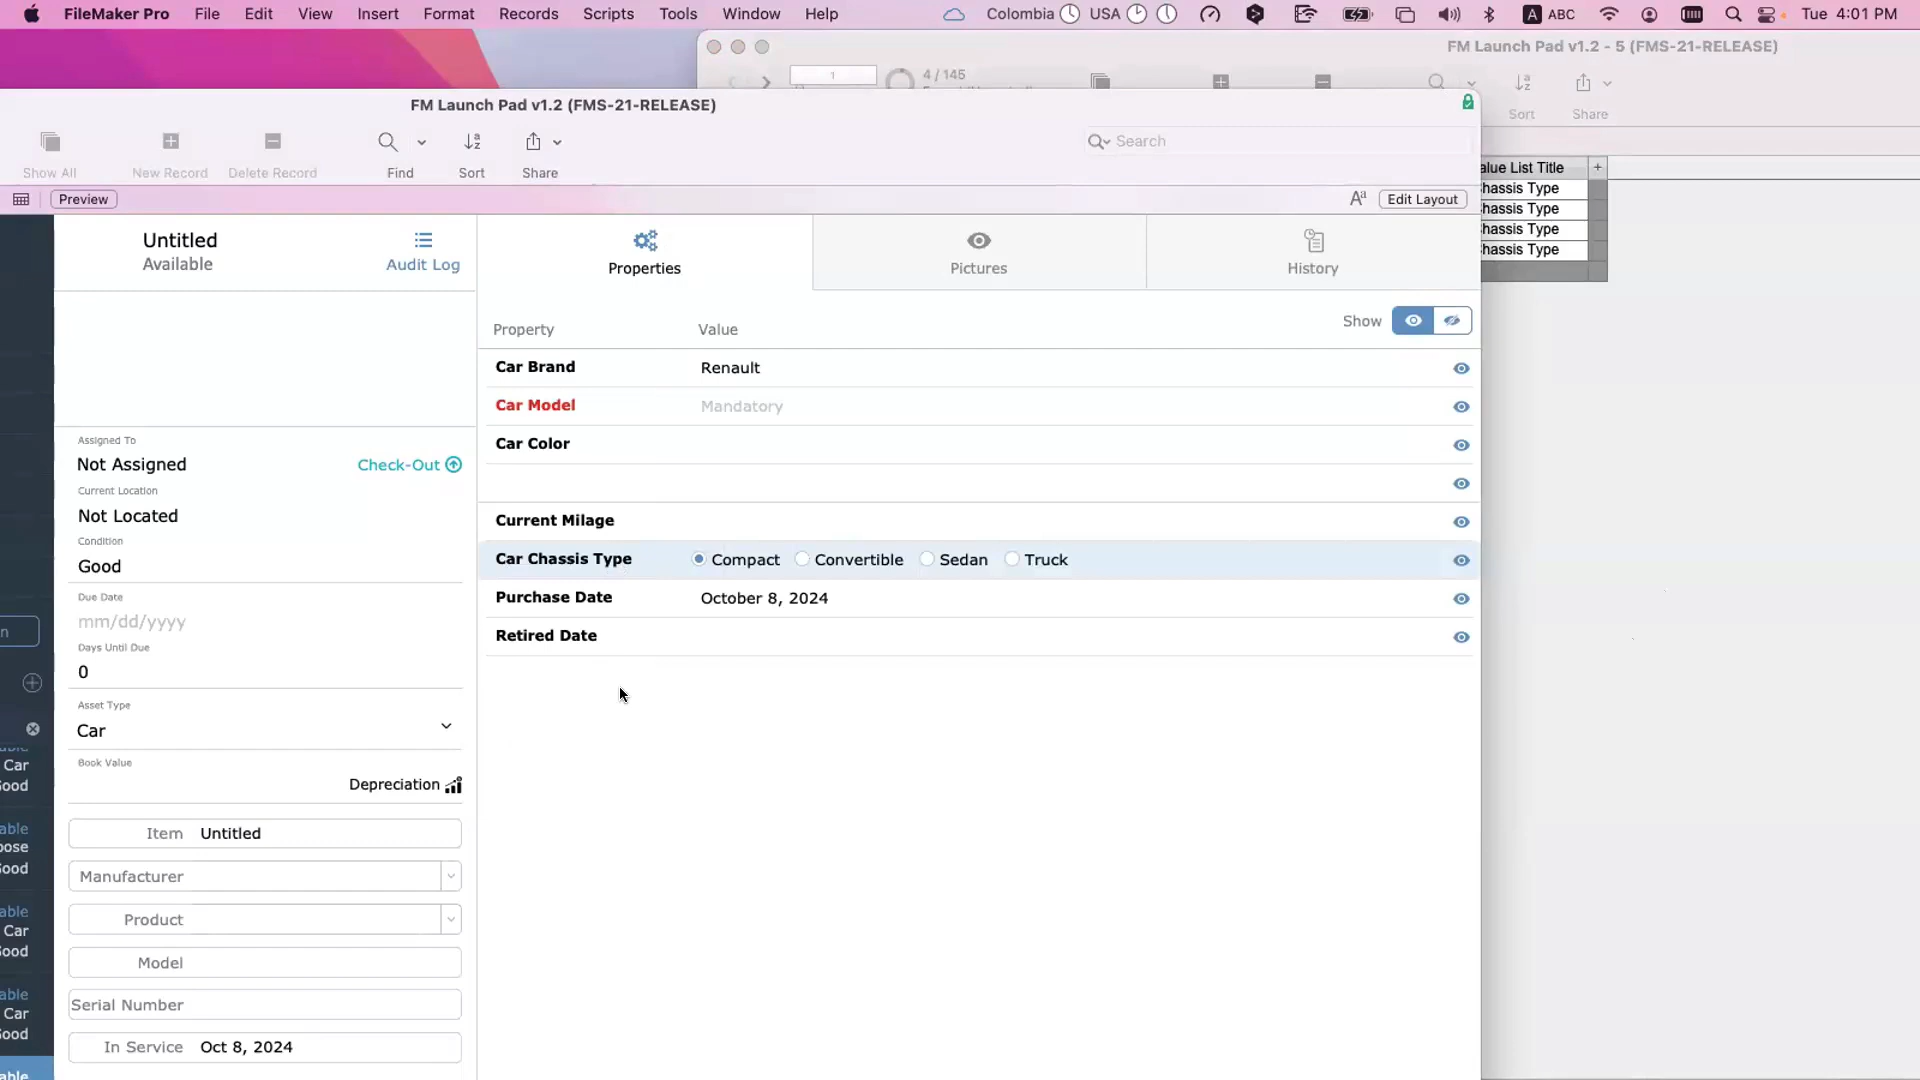 FileMaker Pro File Edit View Insert Format Records Scripts Tools Window Help Colombia USA A ABC Tue 4:01 PM
FM Launch Pad v1.2 - 5 (FMS-21-RELEASE)
1 4 / 145
Sort Share
FM Launch Pad v1.2 (FMS-21-RELEASE)
Search
Show All New Record Delete Record Find Sort Share
Preview Edit Layout
alue List Title +
hassis Type
hassis Type
hassis Type
hassis Type
Untitled
Available
Audit Log
Properties Pictures History
Property Value Show
Car Brand Renault
Car Model Mandatory
Car Color
Current Milage
Car Chassis Type Compact Convertible Sedan Truck
Purchase Date October 8, 2024
Retired Date
Assigned To
Not Assigned Check-Out
Current Location
Not Located
Condition
Good
Due Date
mm/dd/yyyy
Days Until Due
0
Asset Type
Car
Book Value
Depreciation
Item Untitled
Manufacturer
Product
Model
Serial Number
In Service Oct 8, 2024
n
Car
ood
able
ose
ood
able
Car
ood
able
Car
ood
able